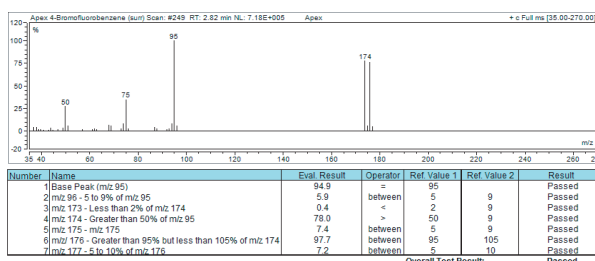 Apex 4-Bromofluorobenzene (surr) Scan: #249 RT: 2.82 min NL: 7.18E+005 Apex + c Full ms [35.00-270.00]
120
%
100
75
50
25
0
-20
50
75
95
174
m/z
35 40 60 80 100 120 140 160 180 200 220 240 260
Number Name Eval. Result Operator Ref. Value 1 Ref. Value 2 Result
1 Base Peak (m/z 95) 94.9 = 95 Passed
2 m/z 96 - 5 to 9% of m/z 95 5.9 between 5 9 Passed
3 m/z 173 - Less than 2% of m/z 174 0.4 < 2 9 Passed
4 m/z 174 - Greater than 50% of m/z 95 78.0 > 50 9 Passed
5 m/z 175 - m/z 175 7.4 between 5 9 Passed
6 m/z/ 176 - Greater than 95% but less than 105% of m/z 174 97.7 between 95 105 Passed
7 m/z 177 - 5 to 10% of m/z 176 7.2 between 5 10 Passed
Overall Test Result: Passed